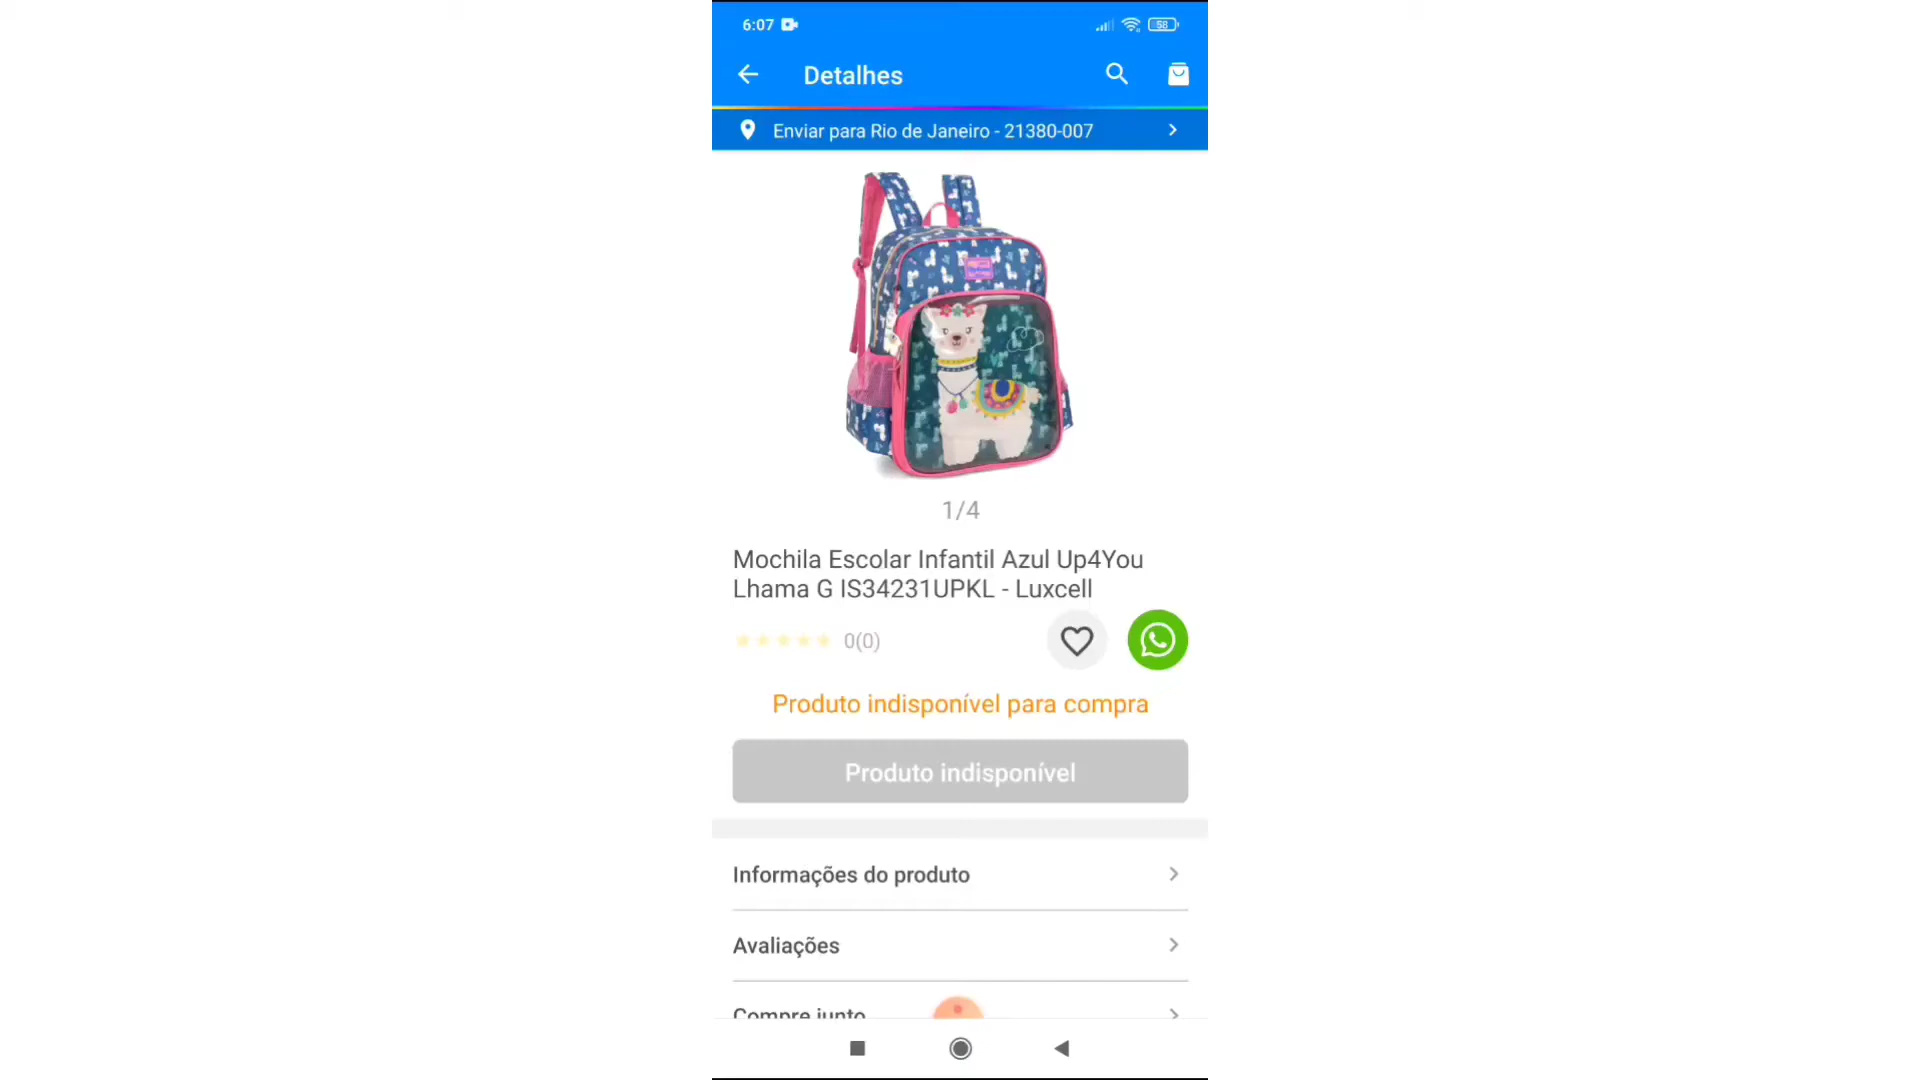 6:07
58
Detalhes
Enviar para Rio de Janeiro - 21380-007
1/4
Mochila Escolar Infantil Azul Up4You
Lhama G IS34231UPKL - Luxcell
0(0)
Produto indisponível para compra
Produto indisponível
Informações do produto
Avaliações
Compre junto